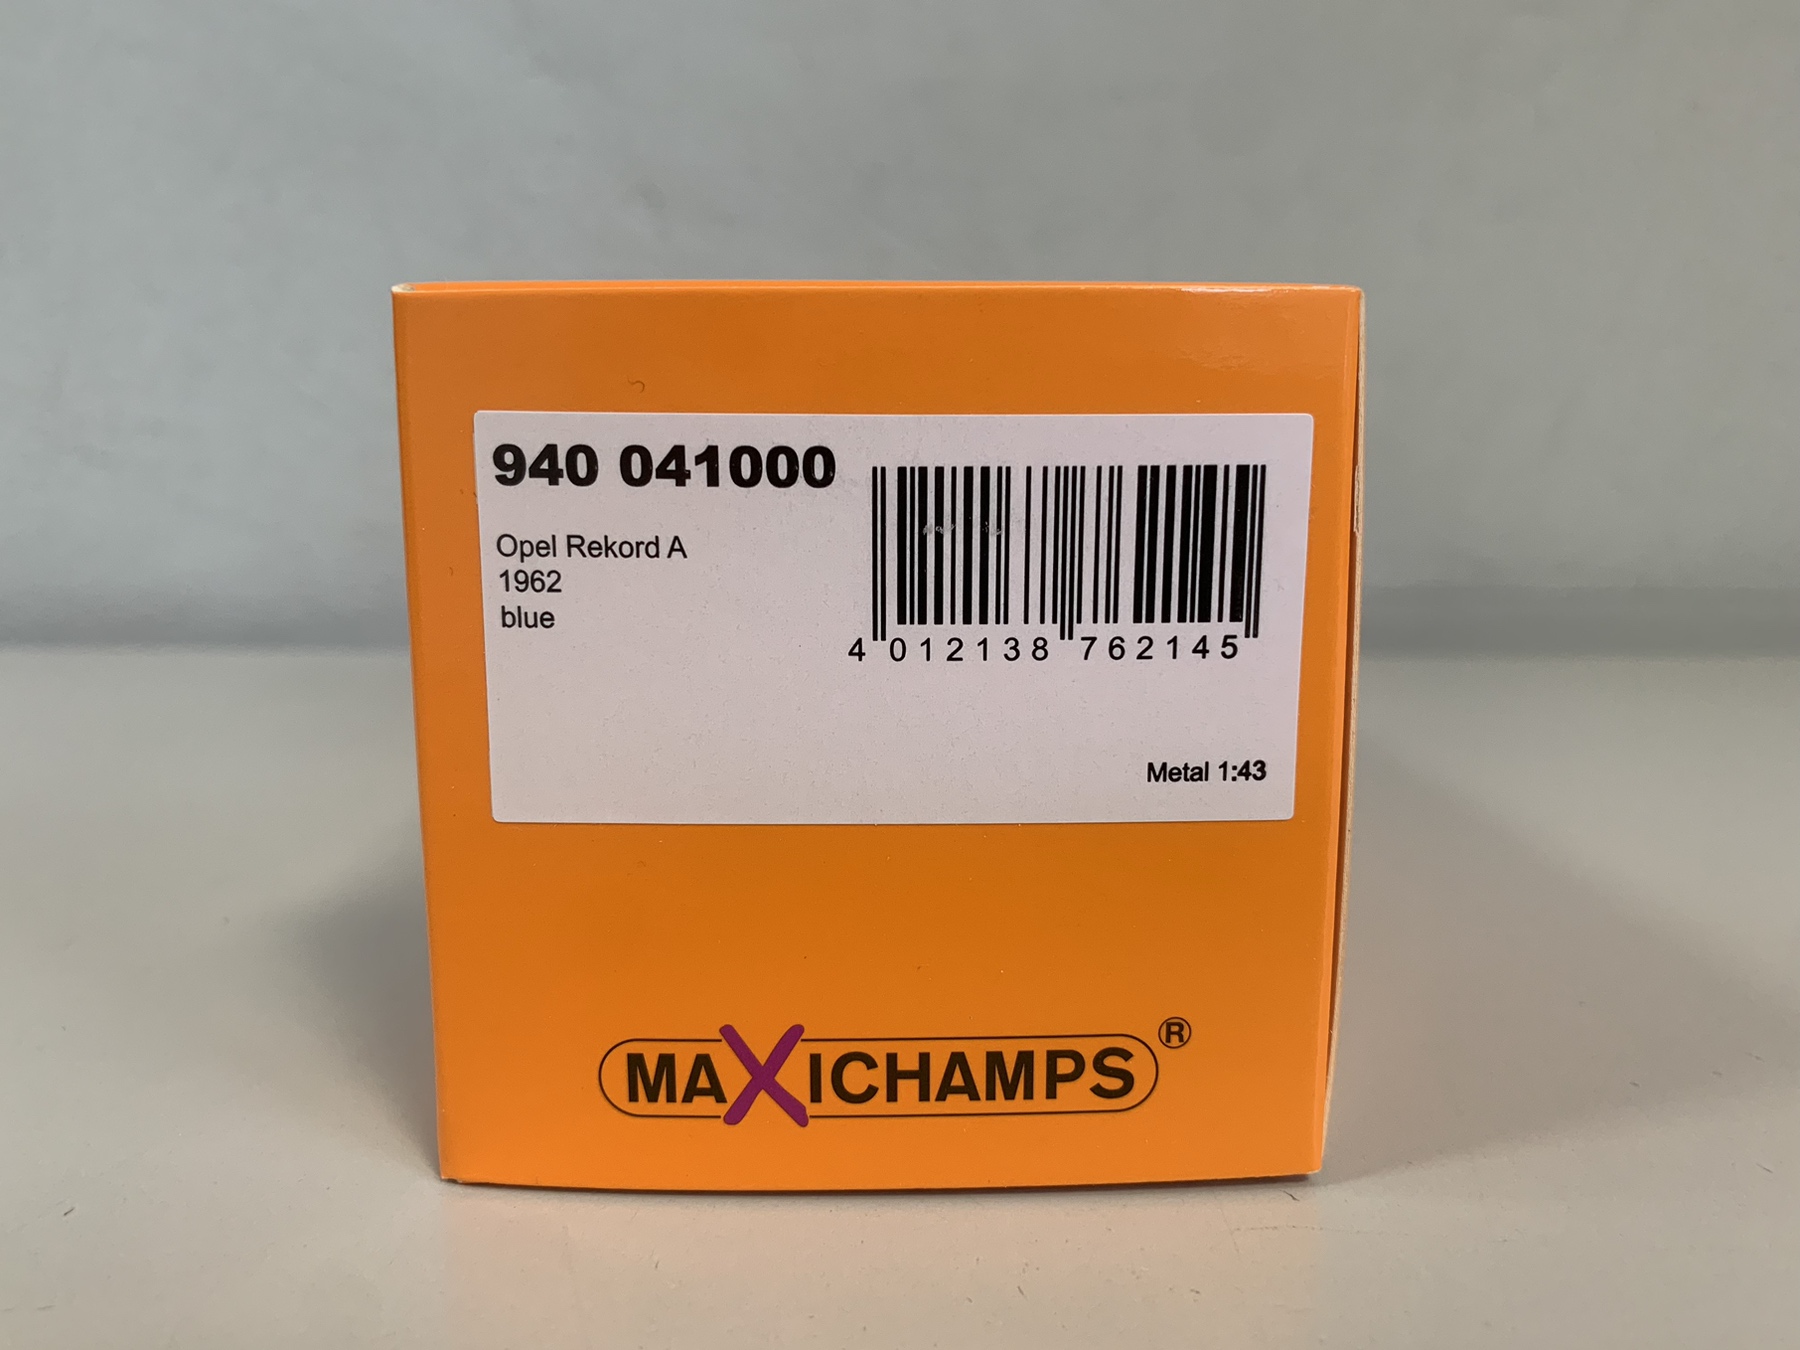 940 041000
Opel Rekord A
1962
blue
4 012138 762145
Metal 1:43
MAXICHAMPS®